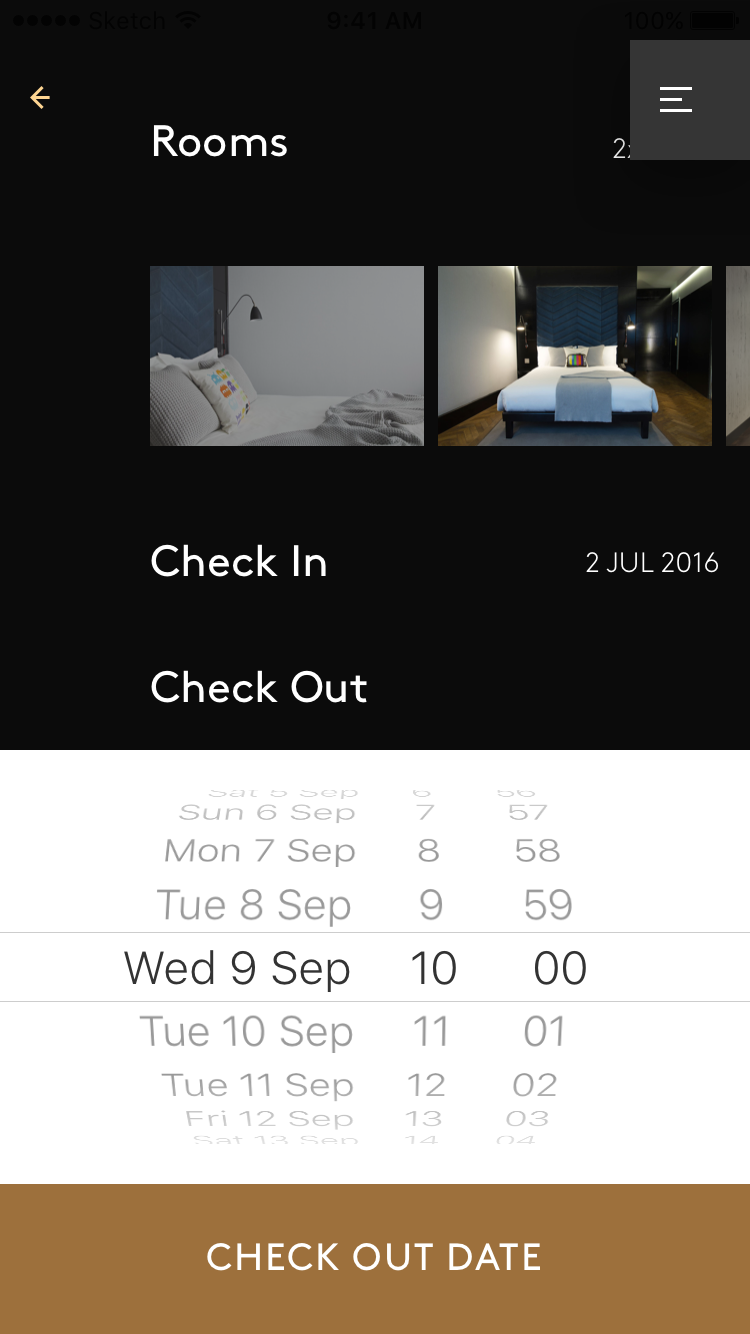 Sketch 9:41 AM 100%
Rooms 2x
Check In 2 JUL 2016
Check Out
Sat 5 Sep 6 56
Sun 6 Sep 7 57
Mon 7 Sep 8 58
Tue 8 Sep 9 59
Wed 9 Sep 10 00
Tue 10 Sep 11 01
Tue 11 Sep 12 02
Fri 12 Sep 13 03
Sat 13 Sep 14 04
CHECK OUT DATE